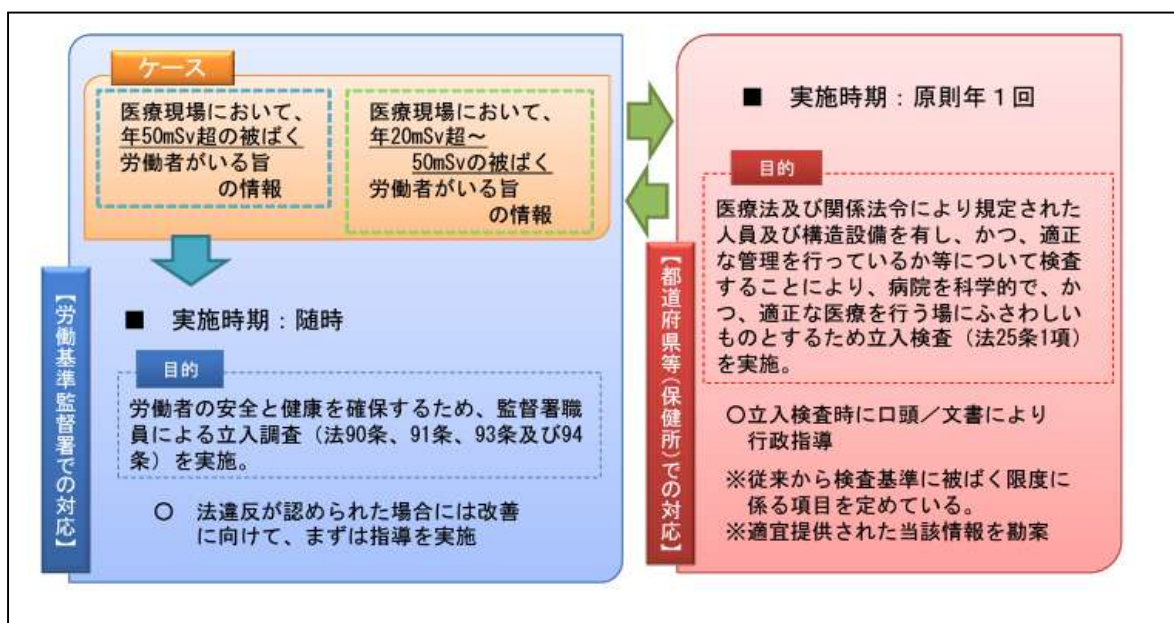 ケース
医療現場において、
年50mSv超の被ばく
労働者がいる旨
の情報
医療現場において、
年20mSv超～
50mSvの被ばく
労働者がいる旨
の情報
【労働基準監督署での対応】
■ 実施時期：随時
目的
労働者の安全と健康を確保するため、監督署職
員による立入調査（法90条、91条、93条及び94
条）を実施。
○ 法違反が認められた場合には改善
に向けて、まずは指導を実施
【都道府県等（保健所）での対応】
■ 実施時期：原則年１回
目的
医療法及び関係法令により規定された
人員及び構造設備を有し、かつ、適正
な管理を行っているか等について検査
することにより、病院を科学的で、か
つ、適正な医療を行う場にふさわしい
ものとするため立入検査（法25条1項）
を実施。
○立入検査時に口頭／文書により
行政指導
※従来から検査基準に被ばく限度に
係る項目を定めている。
※適宜提供された当該情報を勘案